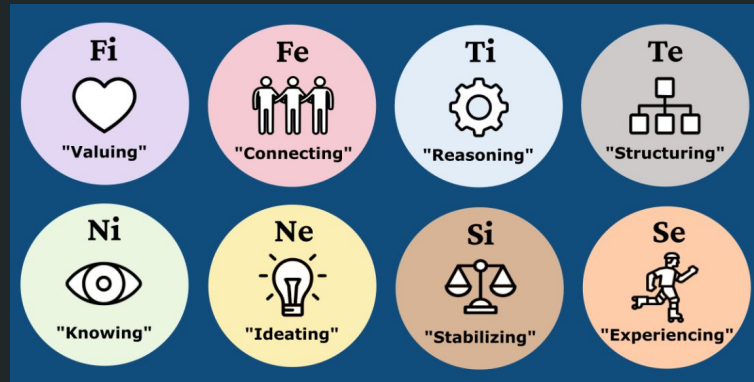 Fi
"Valuing"
Fe
"Connecting"
Ti
"Reasoning"
Te
"Structuring"
Ni
"Knowing"
Ne
"Ideating"
Si
"Stabilizing"
Se
"Experiencing"